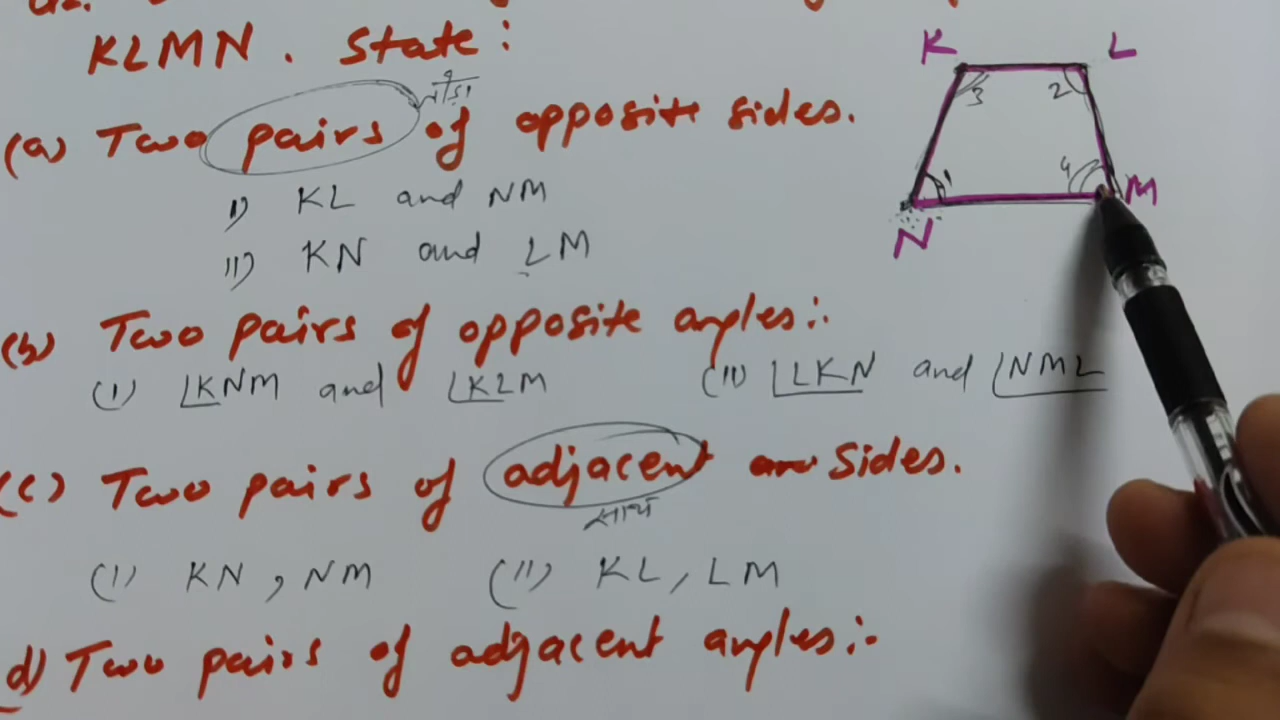 KLMN. State:
(a) Two pairs of opposite sides.
i) KL and NM
ii) KN and LM
(b) Two pairs of opposite angles:
(i) ∠KNM and ∠KLM (ii) ∠LKN and ∠NML
(c) Two pairs of adjacent sides.
(i) KN, NM (ii) KL, LM
(d) Two pairs of adjacent angles:-
K L
3 2
1 4
N M